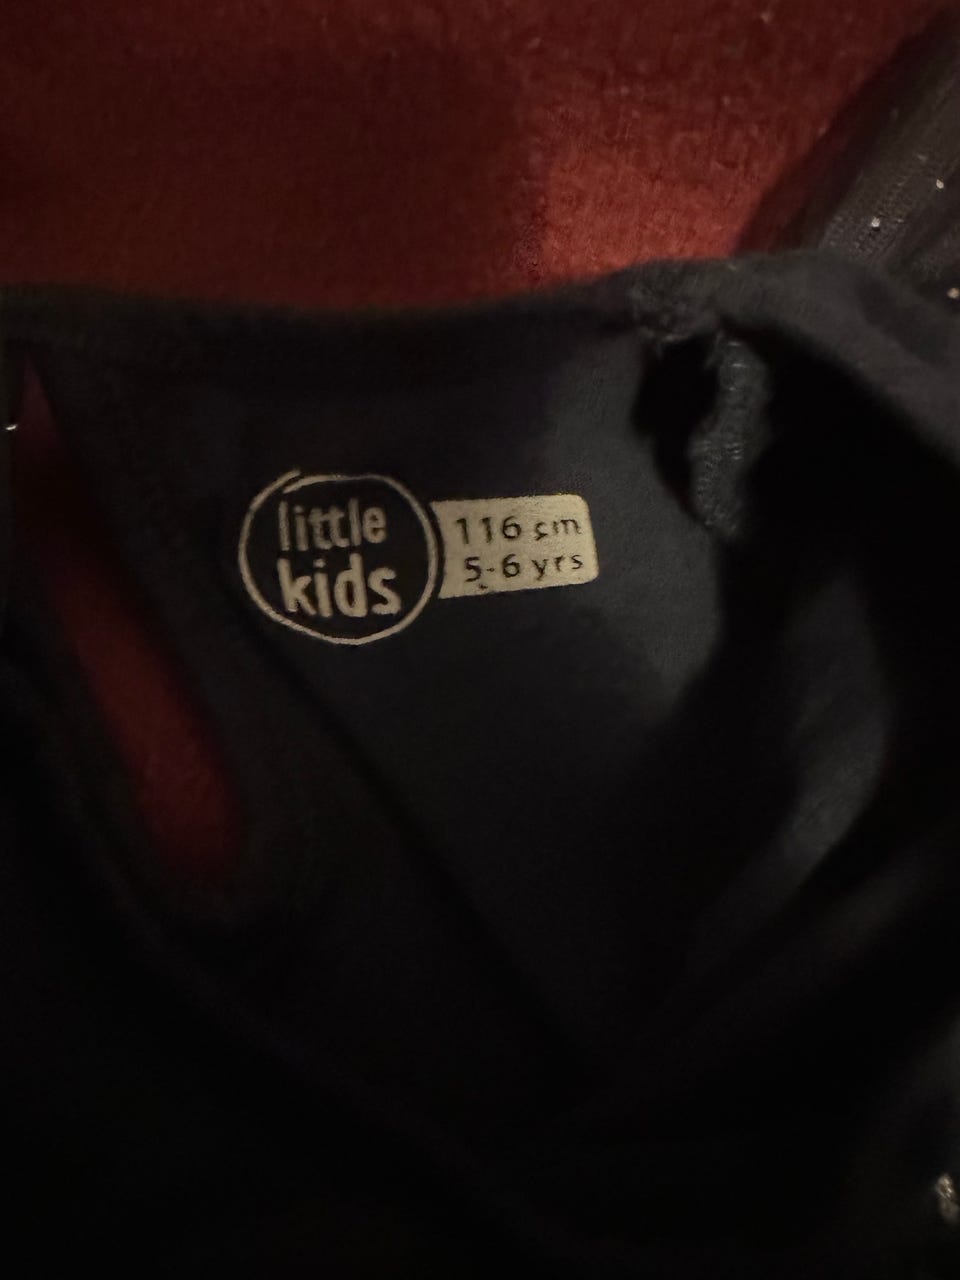 little
kids
116 cm
5-6 yrs